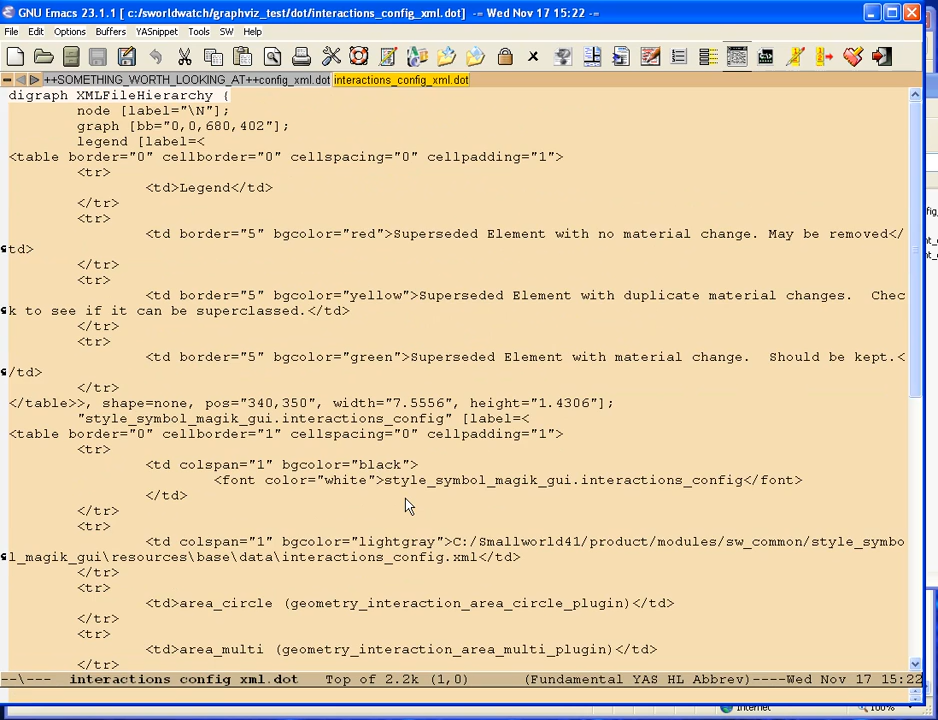 GNU Emacs 23.1.1 [ c:/sworldwatch/graphviz_test/dot/interactions_config_xml.dot]  -= Wed Nov 17 15:22 -=
File Edit Options Buffers YASnippet Tools SW Help
++SOMETHING_WORTH_LOOKING_AT++config_xml.dot interactions_config_xml.dot
digraph XMLFileHierarchy {
node [label="\N"];
graph [bb="0,0,680,402"];
legend [label=<
<table border="0" cellborder="0" cellspacing="0" cellpadding="1">
<tr>
<td>Legend</td>
</tr>
<tr>
<td border="5" bgcolor="red">Superseded Element with no material change. May be removed</
td>
</tr>
<tr>
<td border="5" bgcolor="yellow">Superseded Element with duplicate material changes.  Chec
k to see if it can be superclassed.</td>
</tr>
<tr>
<td border="5" bgcolor="green">Superseded Element with material change.  Should be kept.<
/td>
</tr>
</table>>, shape=none, pos="340,350", width="7.5556", height="1.4306"];
"style_symbol_magik_gui.interactions_config" [label=<
<table border="0" cellborder="1" cellspacing="0" cellpadding="1">
<tr>
<td colspan="1" bgcolor="black">
<font color="white">style_symbol_magik_gui.interactions_config</font>
</td>
</tr>
<tr>
<td colspan="1" bgcolor="lightgray">C:/Smallworld41/product/modules/sw_common/style_symbo
l_magik_gui\resources\base\data\interactions_config.xml</td>
</tr>
<tr>
<td>area_circle (geometry_interaction_area_circle_plugin)</td>
</tr>
<tr>
<td>area_multi (geometry_interaction_area_multi_plugin)</td>
</tr>
--\---  interactions_config_xml.dot   Top of 2.2k (1,0)      (Fundamental YAS HL Abbrev)----Wed Nov 17 15:22
Internet 100%